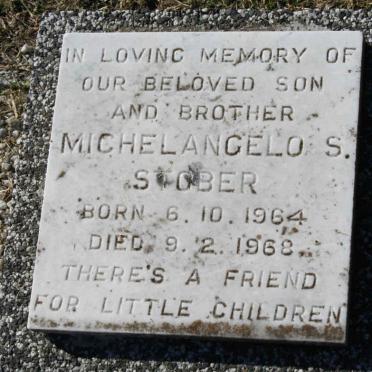 IN LOVING MEMORY OF
OUR BELOVED SON
AND BROTHER
MICHELANGELO S.
STOBER
BORN 6.10.1964
DIED 9.2.1968
THERE'S A FRIEND
FOR LITTLE CHILDREN